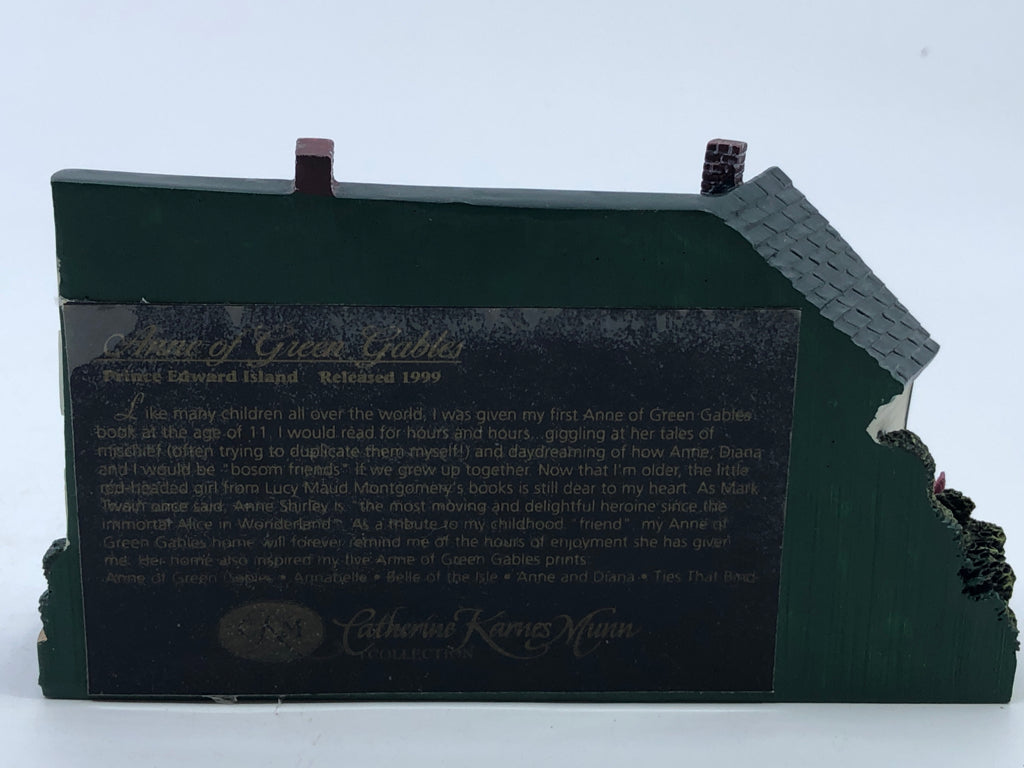 Anne of Green Gables
Prince Edward Island Released 1999
Like many children all over the world, I was given my first Anne of Green Gables
book at the age of 11. I would read for hours and hours...giggling at her tales of
mischief (often trying to duplicate them myself!) and daydreaming of how Anne, Diana
and I would be "bosom friends" if we grew up together. Now that I'm older, the little
red-headed girl from Lucy Maud Montgomery's books is still dear to my heart. As Mark
Twain once said, Anne Shirley is "the most moving and delightful heroine since the
immortal Alice in Wonderland". As a tribute to my childhood "friend", my Anne of
Green Gables home will forever remind me of the hours of enjoyment she has given
me. Her home also inspired my five Anne of Green Gables prints:
Anne of Green Gables • Annabelle • Belle of the Isle • Anne and Diana • Ties That Bind
CKM Catherine Karnes Munn
COLLECTION